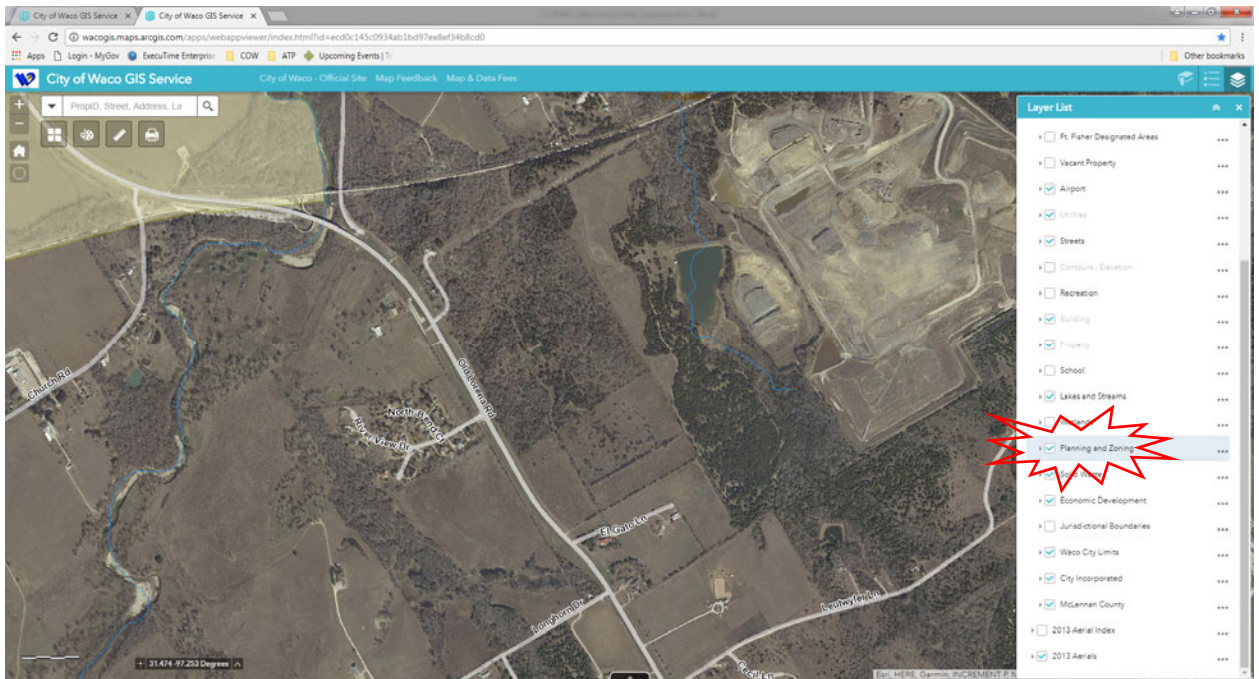 City of Waco GIS Service
City of Waco GIS Service
wacogis.maps.arcgis.com/apps/webappviewer/index.html?id=ecd0c145c0934ab1bd97ee8ef34b8cd0
Apps Login - MyGov ExecuTime Enterprise COW ATP Upcoming Events | Tr Other bookmarks
City of Waco GIS Service City of Waco - Official Site Map Feedback Map & Data Fees
PropID, Street, Address, La
Layer List
Ft. Fisher Designated Areas
Vacant Property
Airport
Utilities
Streets
Contours - Elevation
Recreation
Building
Property
School
Lakes and Streams
Wetlands
Planning and Zoning
Solid Waste
Economic Development
Jurisdictional Boundaries
Waco City Limits
City Incorporated
McLennan County
2013 Aerial Index
2013 Aerials
Church Rd
Old Lorena Rd
North Bend Ct
River View Dr
El Gato Ln
Longhorn Dr
Leutwyler Ln
Cecil Ln
31.474 -97.253 Degrees
Esri, HERE, Garmin, INCREMENT P, N